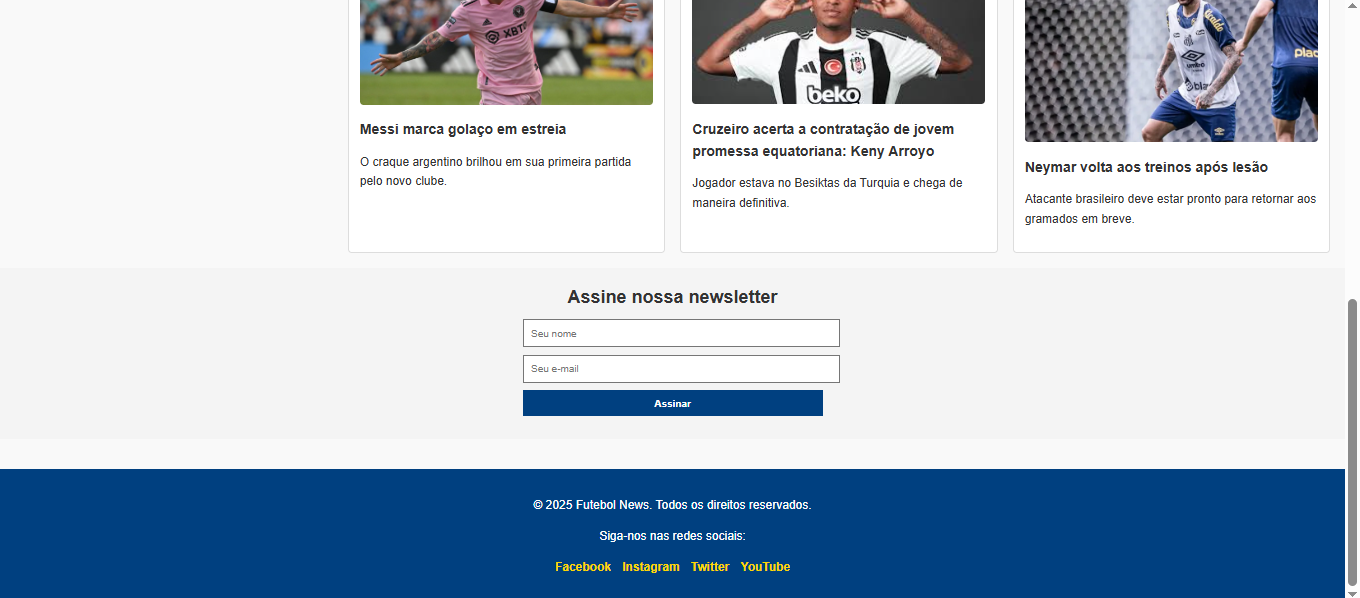 XBTO
beko
umbro
Messi marca golaço em estreia
O craque argentino brilhou em sua primeira partida
pelo novo clube.
Cruzeiro acerta a contratação de jovem
promessa equatoriana: Keny Arroyo
Jogador estava no Besiktas da Turquia e chega de
maneira definitiva.
Neymar volta aos treinos após lesão
Atacante brasileiro deve estar pronto para retornar aos
gramados em breve.
Assine nossa newsletter
Seu nome
Seu e-mail
Assinar
© 2025 Futebol News. Todos os direitos reservados.
Siga-nos nas redes sociais:
Facebook Instagram Twitter YouTube